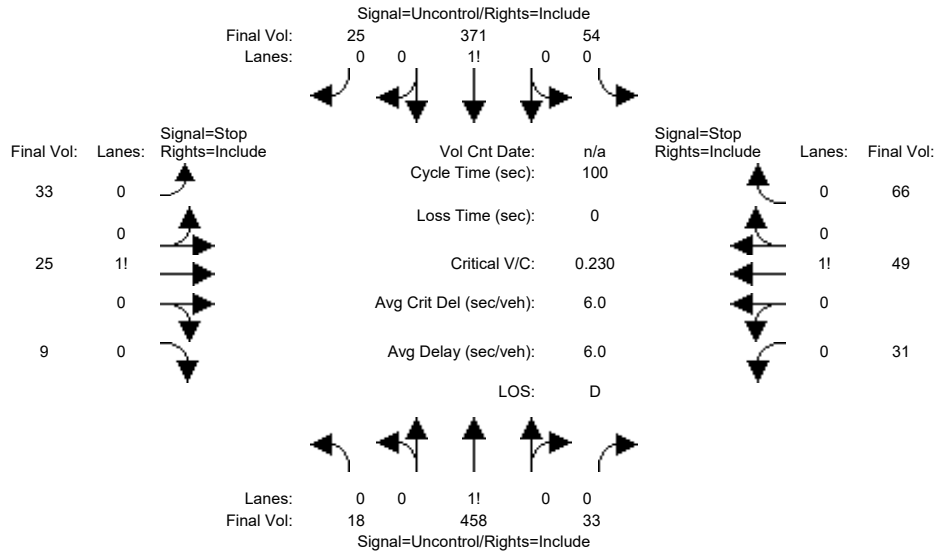 Signal=Uncontrol/Rights=Include
Final Vol: 25 371 54
Lanes: 0 0 1! 0 0
Signal=Stop
Final Vol: Lanes: Rights=Include
Vol Cnt Date: n/a
Signal=Stop
Rights=Include Lanes: Final Vol:
Cycle Time (sec): 100
33 0
0 66
Loss Time (sec): 0
0
0
25 1!
Critical V/C: 0.230
1! 49
0
Avg Crit Del (sec/veh): 6.0
0
9 0
Avg Delay (sec/veh): 6.0
0 31
LOS: D
Lanes: 0 0 1! 0 0
Final Vol: 18 458 33
Signal=Uncontrol/Rights=Include